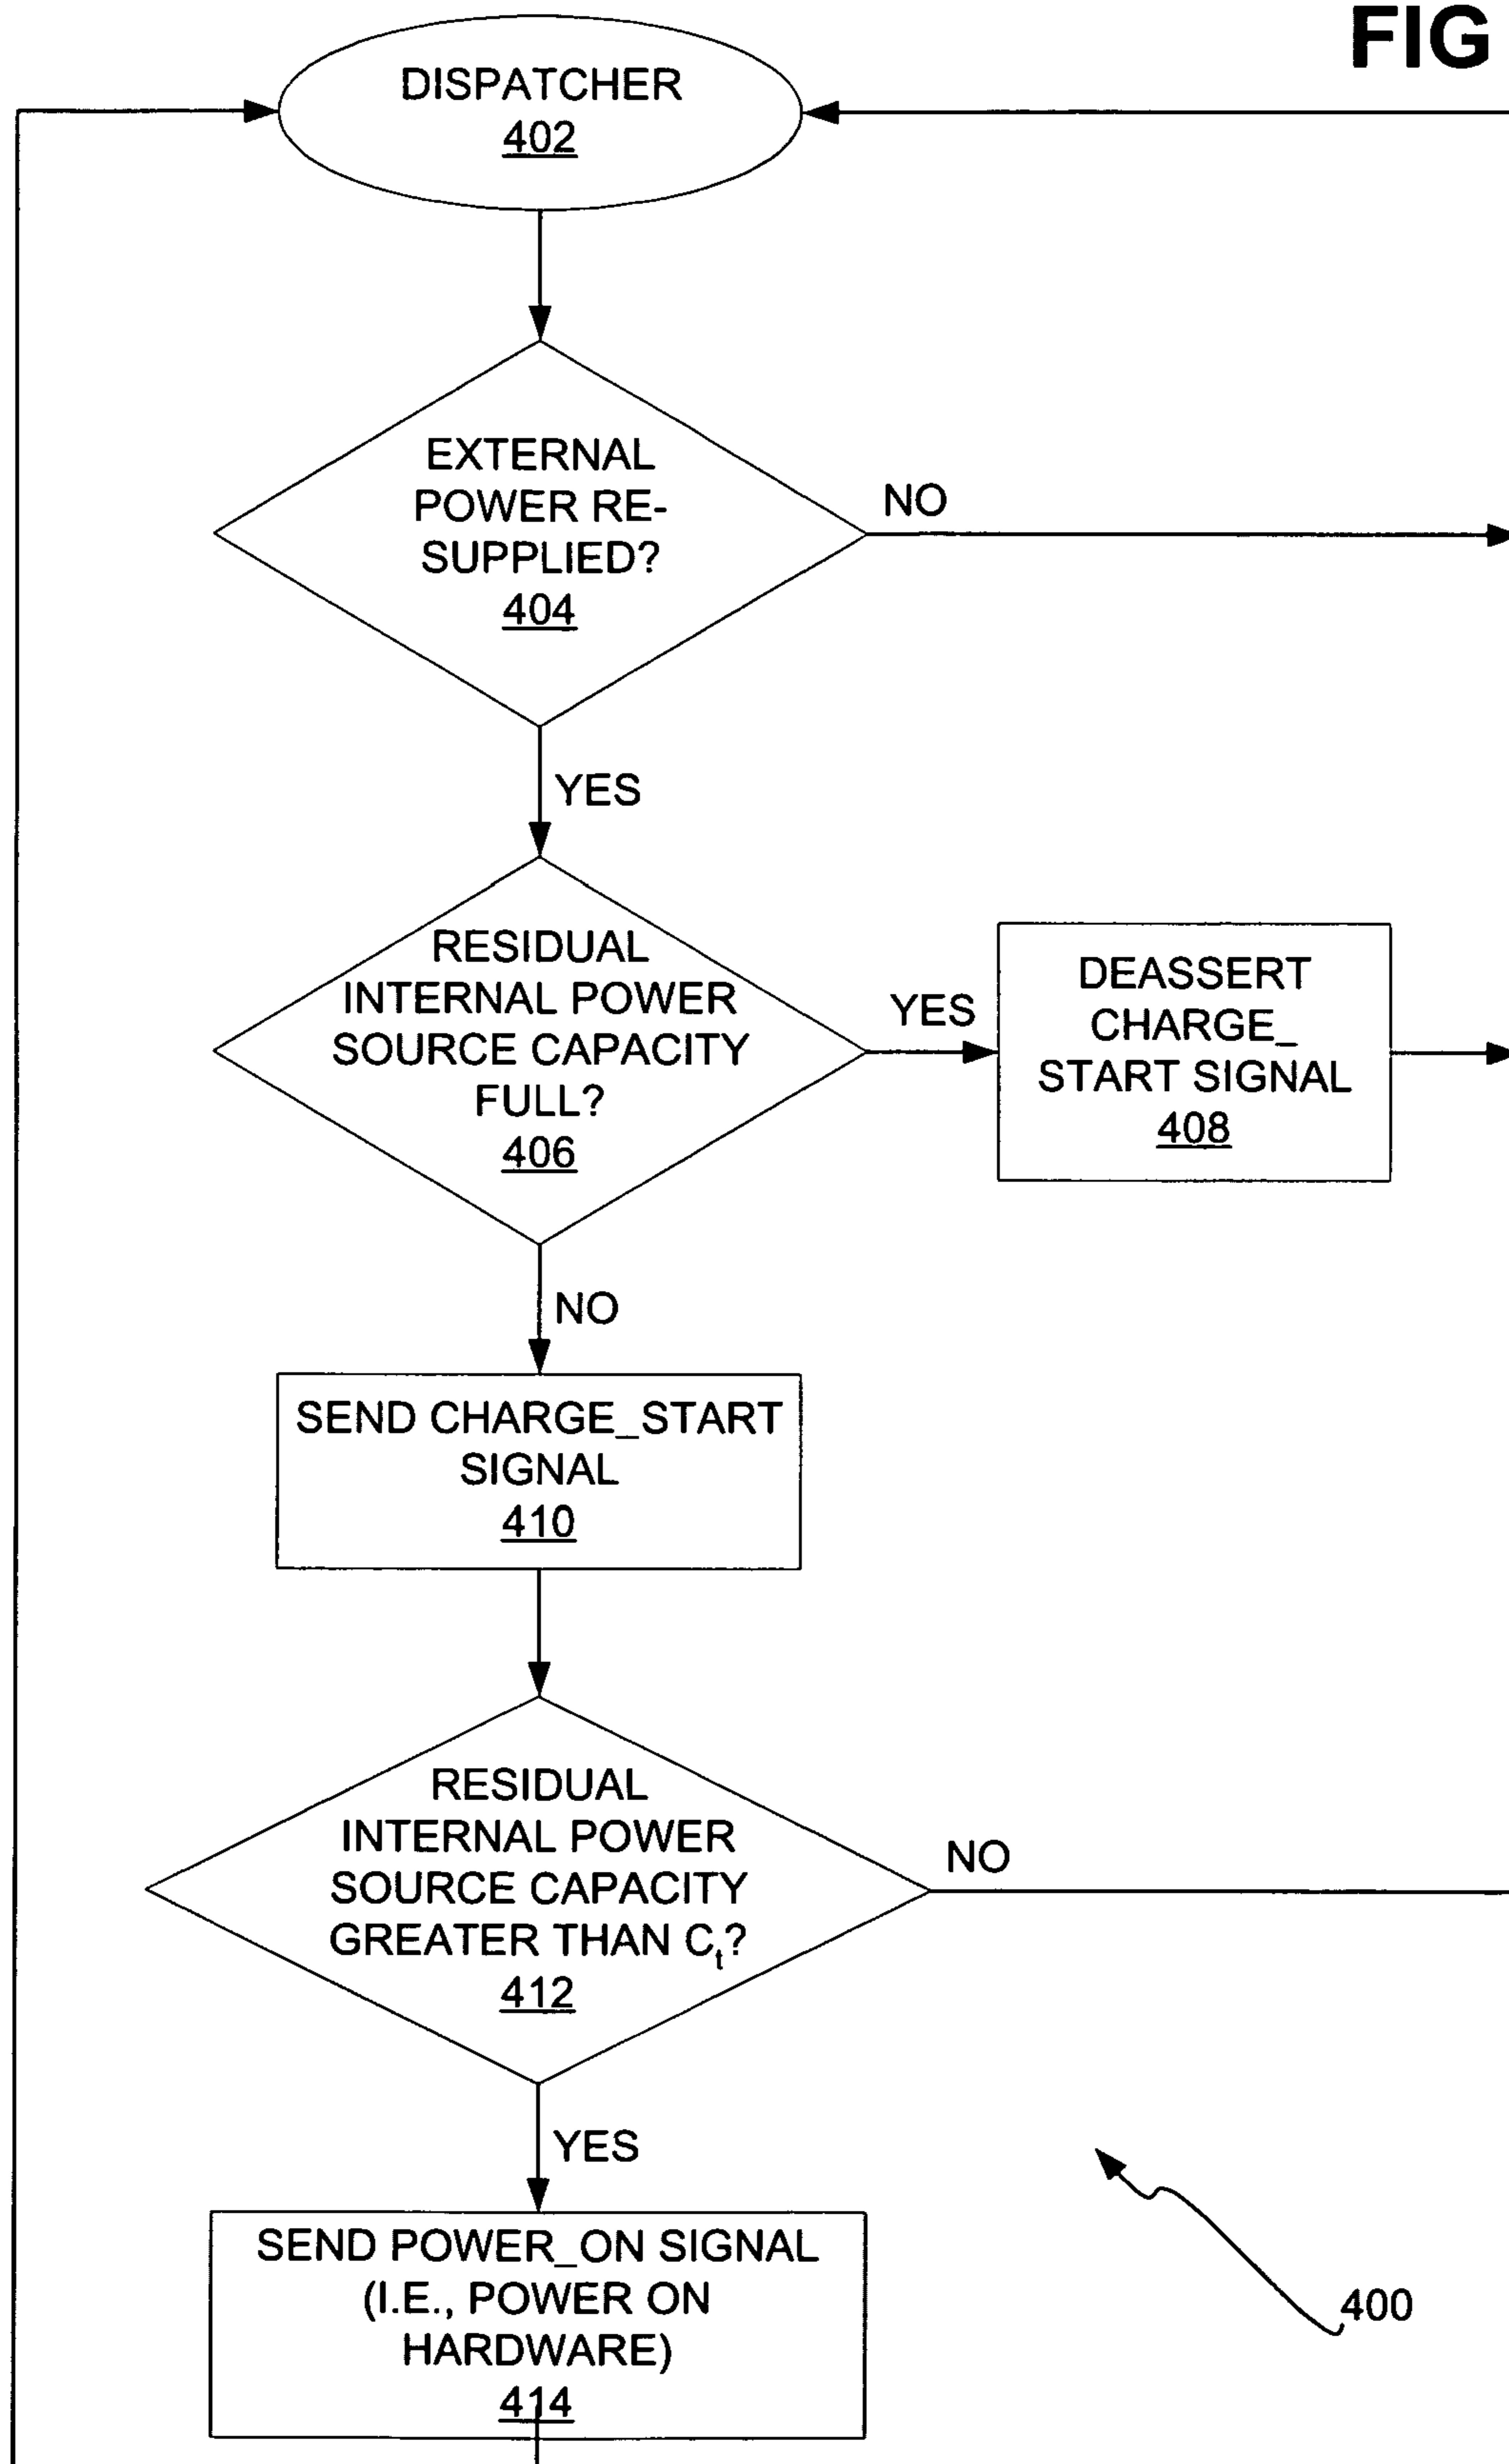 FIG
DISPATCHER
402
EXTERNAL
POWER RE-
SUPPLIED?
404
NO
YES
RESIDUAL
INTERNAL POWER
SOURCE CAPACITY
FULL?
406
YES
DEASSERT
CHARGE_
START SIGNAL
408
NO
SEND CHARGE_START
SIGNAL
410
RESIDUAL
INTERNAL POWER
SOURCE CAPACITY
GREATER THAN Cₜ?
412
NO
YES
SEND POWER_ON SIGNAL
(I.E., POWER ON
HARDWARE)
414
400